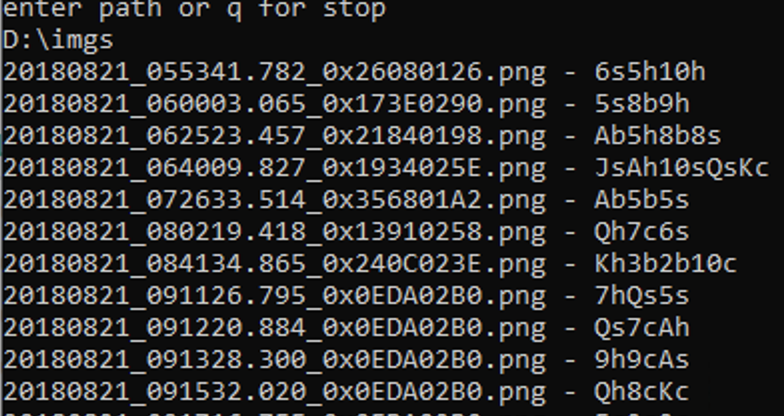 enter path or q for stop
D:\imgs
20180821_055341.782_0x26080126.png - 6s5h10h
20180821_060003.065_0x173E0290.png - 5s8b9h
20180821_062523.457_0x21840198.png - Ab5h8b8s
20180821_064009.827_0x1934025E.png - JsAh10sQsKc
20180821_072633.514_0x356801A2.png - Ab5b5s
20180821_080219.418_0x13910258.png - Qh7c6s
20180821_084134.865_0x240C023E.png - Kh3b2b10c
20180821_091126.795_0x0EDA02B0.png - 7hQs5s
20180821_091220.884_0x0EDA02B0.png - Qs7cAh
20180821_091328.300_0x0EDA02B0.png - 9h9cAs
20180821_091532.020_0x0EDA02B0.png - Qh8cKc